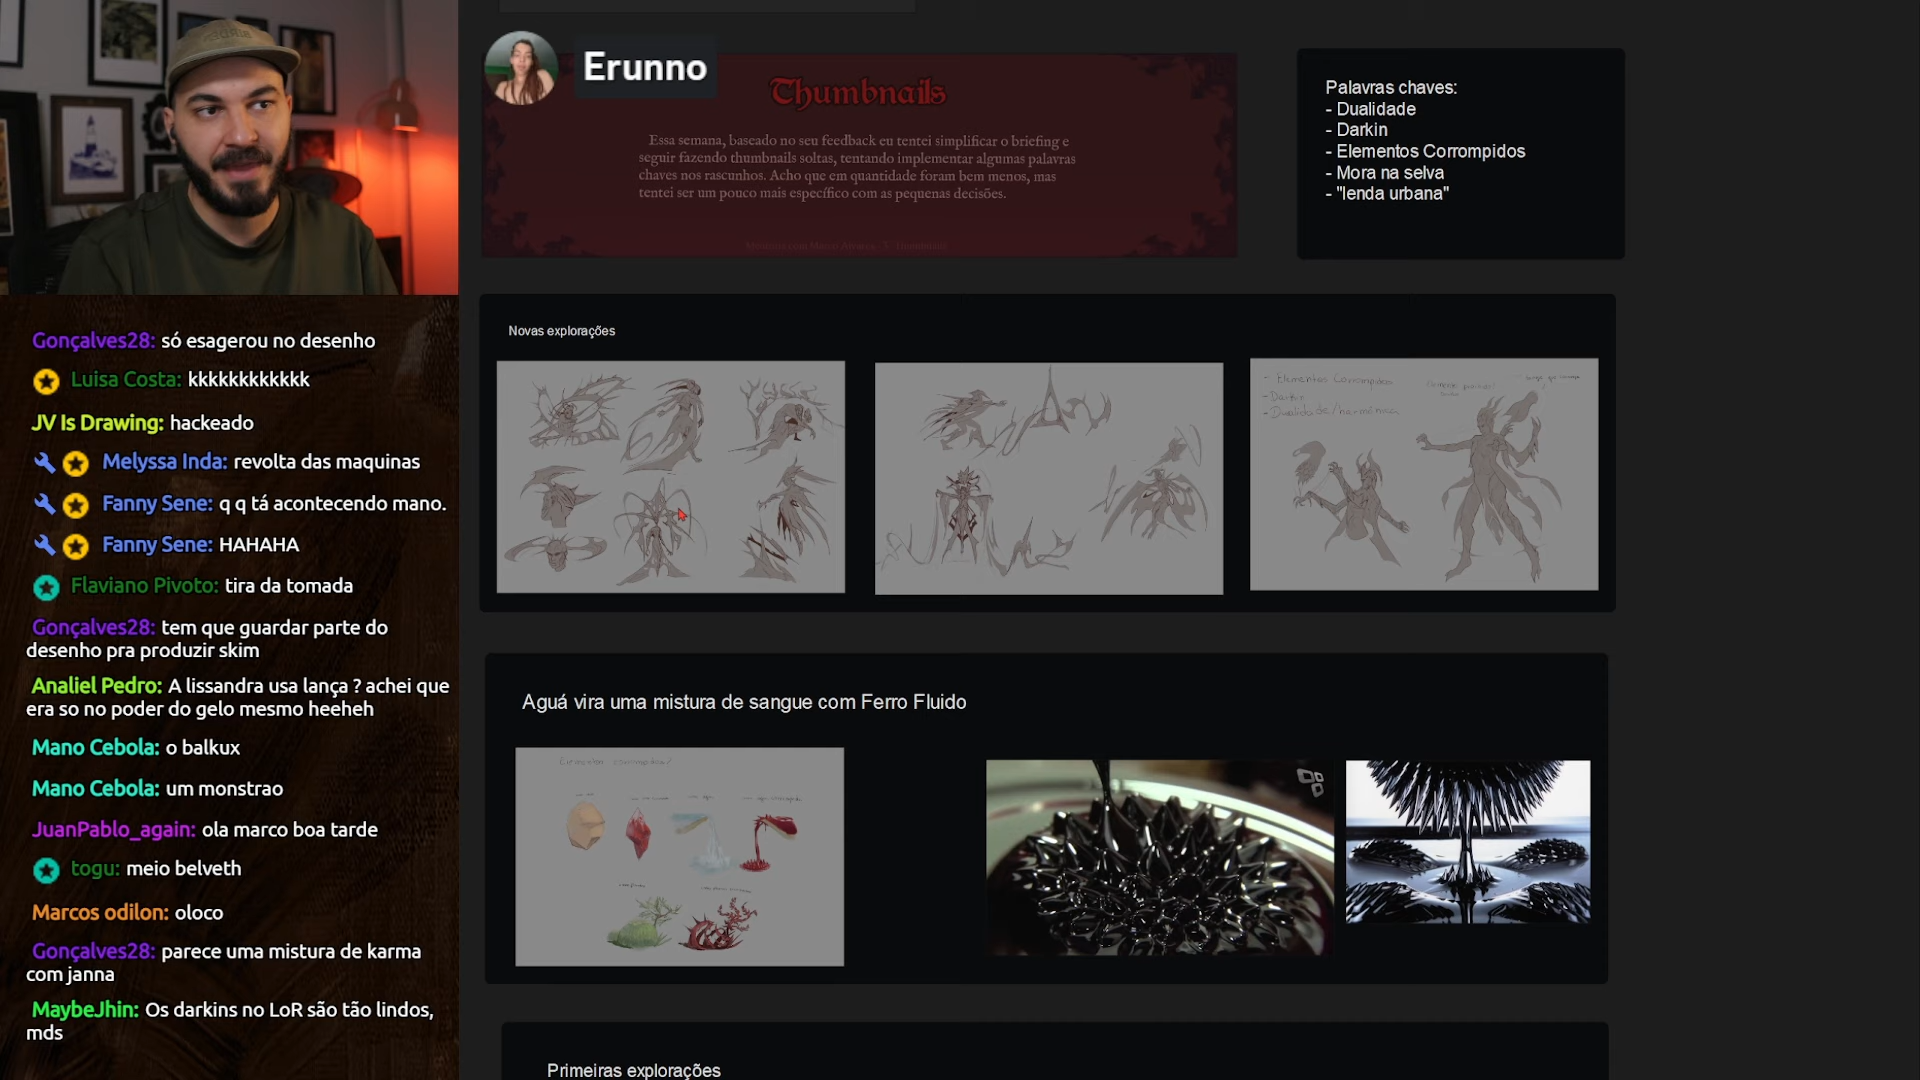 Erunno
Thumbnails
Essa semana, baseado no seu feedback eu tentei simplificar o briefing e
seguir fazendo thumbnails soltas, tentando implementar algumas palavras
chaves nos rascunhos. Acho que em quantidade foram bem menos, mas
tentei ser um pouco mais específico com as pequenas decisões.
Palavras chaves:
- Dualidade
- Darkin
- Elementos Corrompidos
- Mora na selva
- "lenda urbana"
Novas explorações
- Elementos Corrompidos
- Darkin
- Dualidade/harmônica
Aguá vira uma mistura de sangue com Ferro Fluido
Primeiras explorações
Gonçalves28: só esagerou no desenho
Luisa Costa: kkkkkkkkkkkk
JV Is Drawing: hackeado
Melyssa Inda: revolta das maquinas
Fanny Sene: q q tá acontecendo mano.
Fanny Sene: HAHAHA
Flaviano Pivoto: tira da tomada
Gonçalves28: tem que guardar parte do
desenho pra produzir skim
Analiel Pedro: A lissandra usa lança ? achei que
era so no poder do gelo mesmo heeheh
Mano Cebola: o balkux
Mano Cebola: um monstrao
JuanPablo_again: ola marco boa tarde
togu: meio belveth
Marcos odilon: oloco
Gonçalves28: parece uma mistura de karma
com janna
MaybeJhin: Os darkins no LoR são tão lindos,
mds